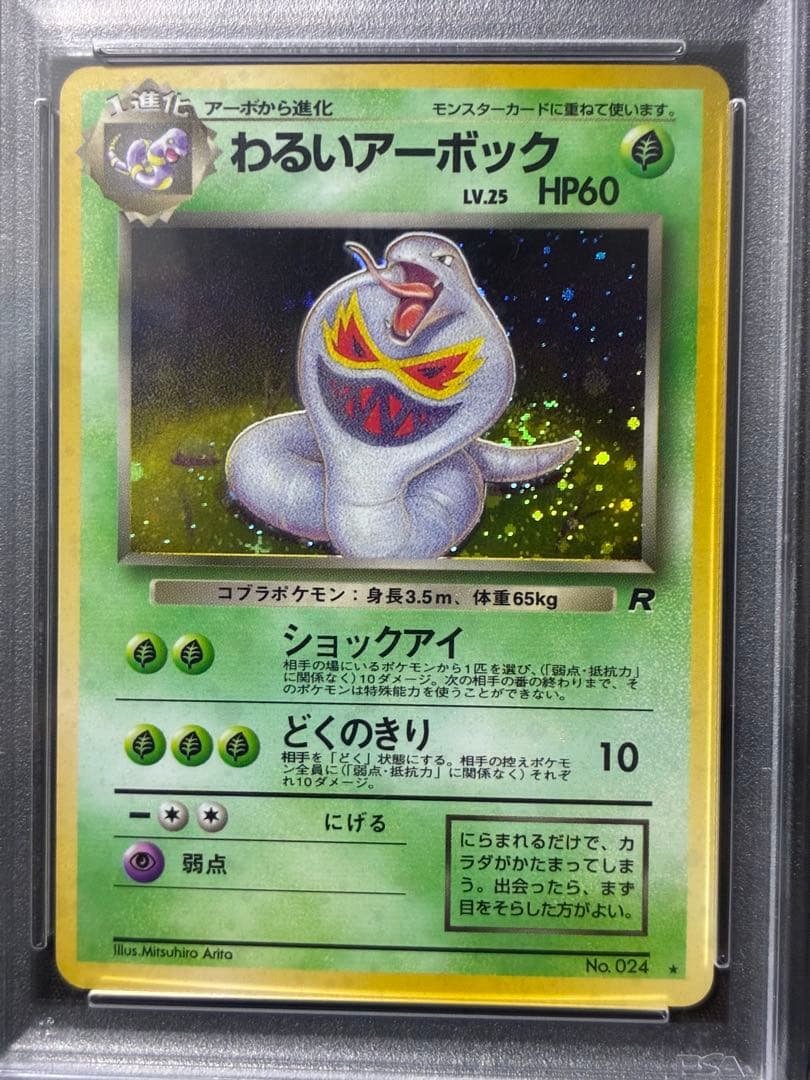 1進化 アーボから進化 モンスターカードに重ねて使います。
わるいアーボック
LV.25 HP60
コブラポケモン：身長3.5m、体重65kg R
ショックアイ
相手の場にいるポケモンから1匹を選び、(「弱点・抵抗力」
に関係なく)10ダメージ。次の相手の番の終わりまで、そ
のポケモンは特殊能力を使うことができない。
どくのきり 10
相手を「どく」状態にする。相手の控えポケモ
ン全員に(「弱点・抵抗力」に関係なく)それぞ
れ10ダメージ。
にげる
弱点
にらまれるだけで、カ
ラダがかたまってしま
う。出会ったら、まず
目をそらした方がよい。
Illus.Mitsuhiro Arita
No. 024 ★
PSA